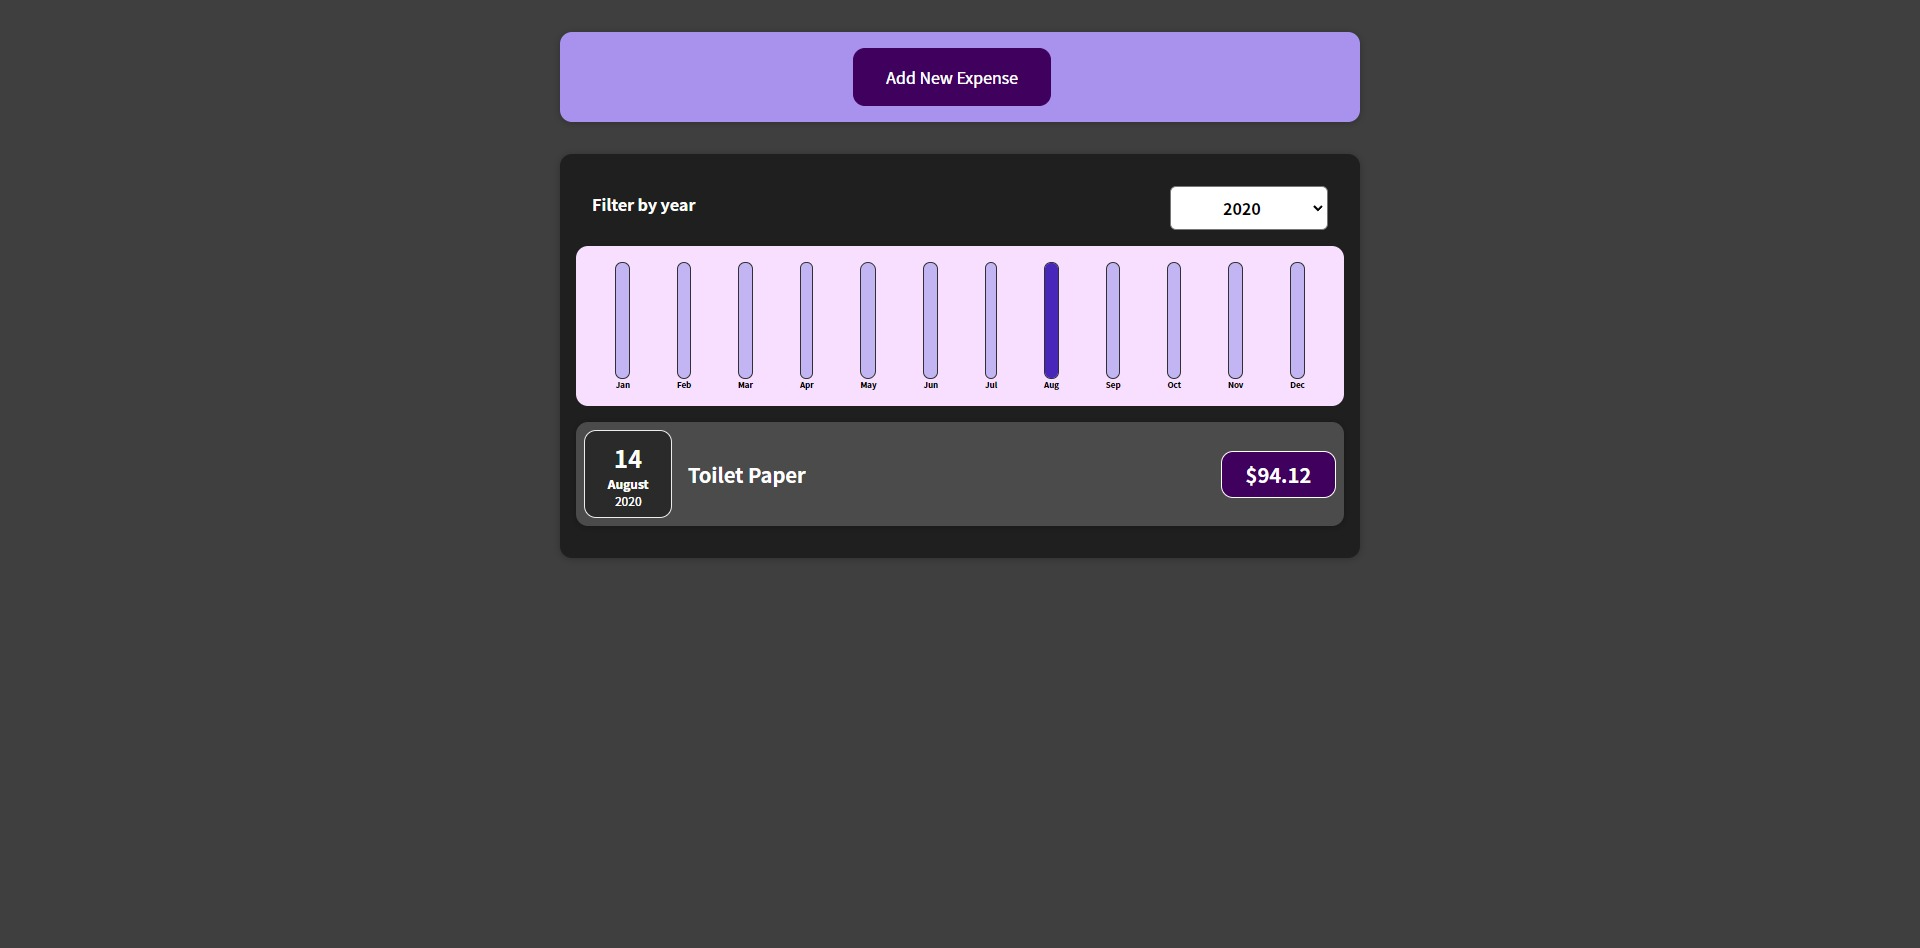 Add New Expense
Filter by year
2020
Jan Feb Mar Apr May Jun Jul Aug Sep Oct Nov Dec
14
August
2020
Toilet Paper
$94.12